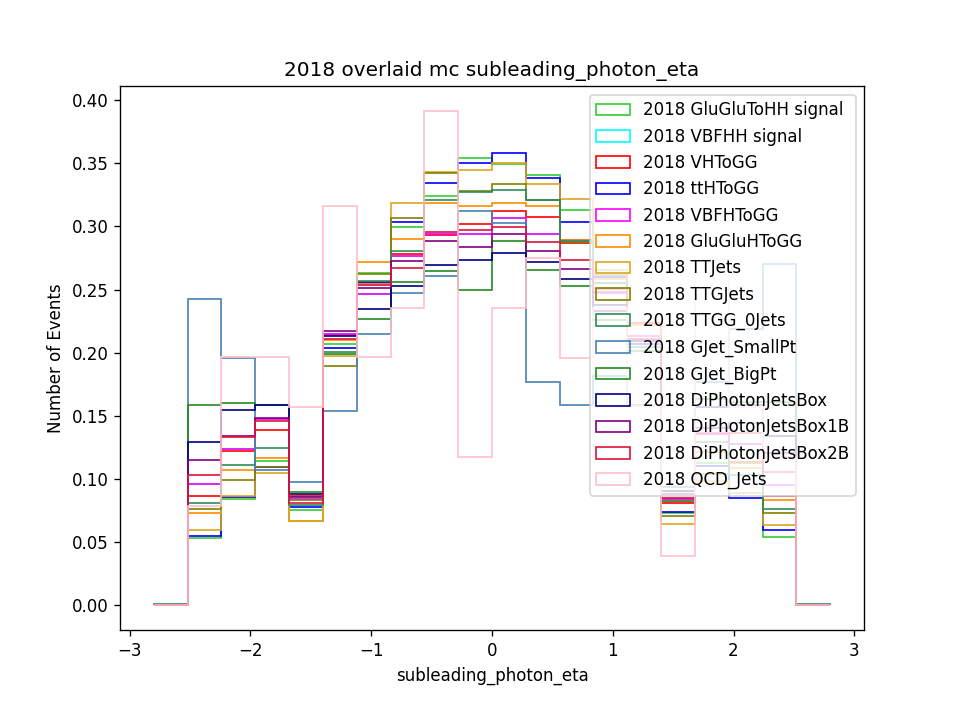 2018 overlaid mc subleading_photon_eta
0.40
0.35
0.30
0.25
0.20
0.15
0.10
0.05
0.00
Number of Events
2018 GluGluToHH signal
2018 VBFHH signal
2018 VHToGG
2018 ttHToGG
2018 VBFHToGG
2018 GluGluHToGG
2018 TTJets
2018 TTGJets
2018 TTGG_0Jets
2018 GJet_SmallPt
2018 GJet_BigPt
2018 DiPhotonJetsBox
2018 DiPhotonJetsBox1B
2018 DiPhotonJetsBox2B
2018 QCD_Jets
−3 −2 −1 0 1 2 3
subleading_photon_eta